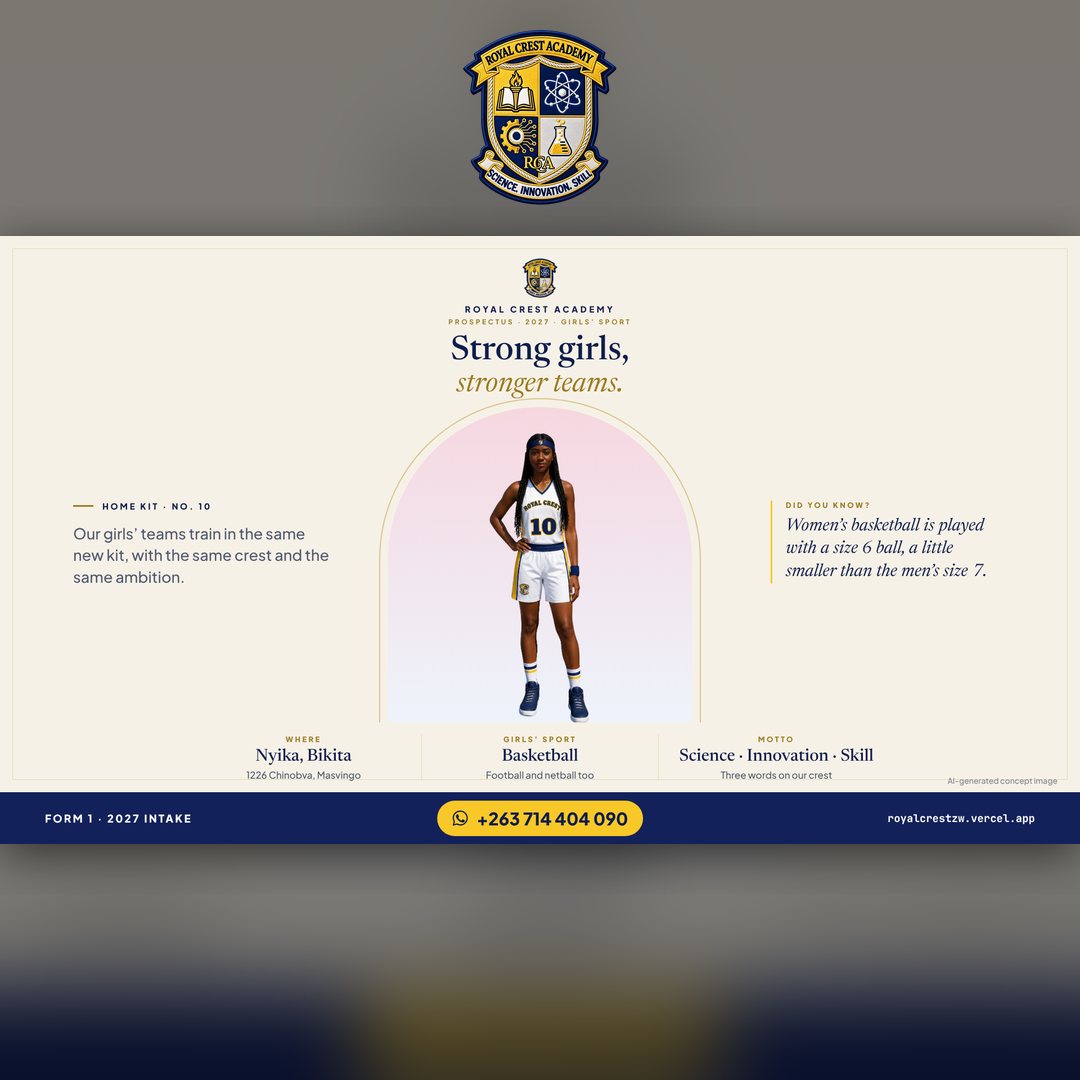 ROYAL CREST ACADEMY
RCA
SCIENCE. INNOVATION. SKILL
ROYAL CREST ACADEMY
PROSPECTUS · 2027 · GIRLS' SPORT
Strong girls,
stronger teams.
HOME KIT · NO. 10
Our girls' teams train in the same
new kit, with the same crest and the
same ambition.
ROYAL CREST
10
DID YOU KNOW?
Women's basketball is played
with a size 6 ball, a little
smaller than the men's size 7.
WHERE
Nyika, Bikita
1226 Chinobva, Masvingo
GIRLS' SPORT
Basketball
Football and netball too
MOTTO
Science · Innovation · Skill
Three words on our crest
AI-generated concept image
FORM 1 · 2027 INTAKE
+263 714 404 090
royalcrestzw.vercel.app